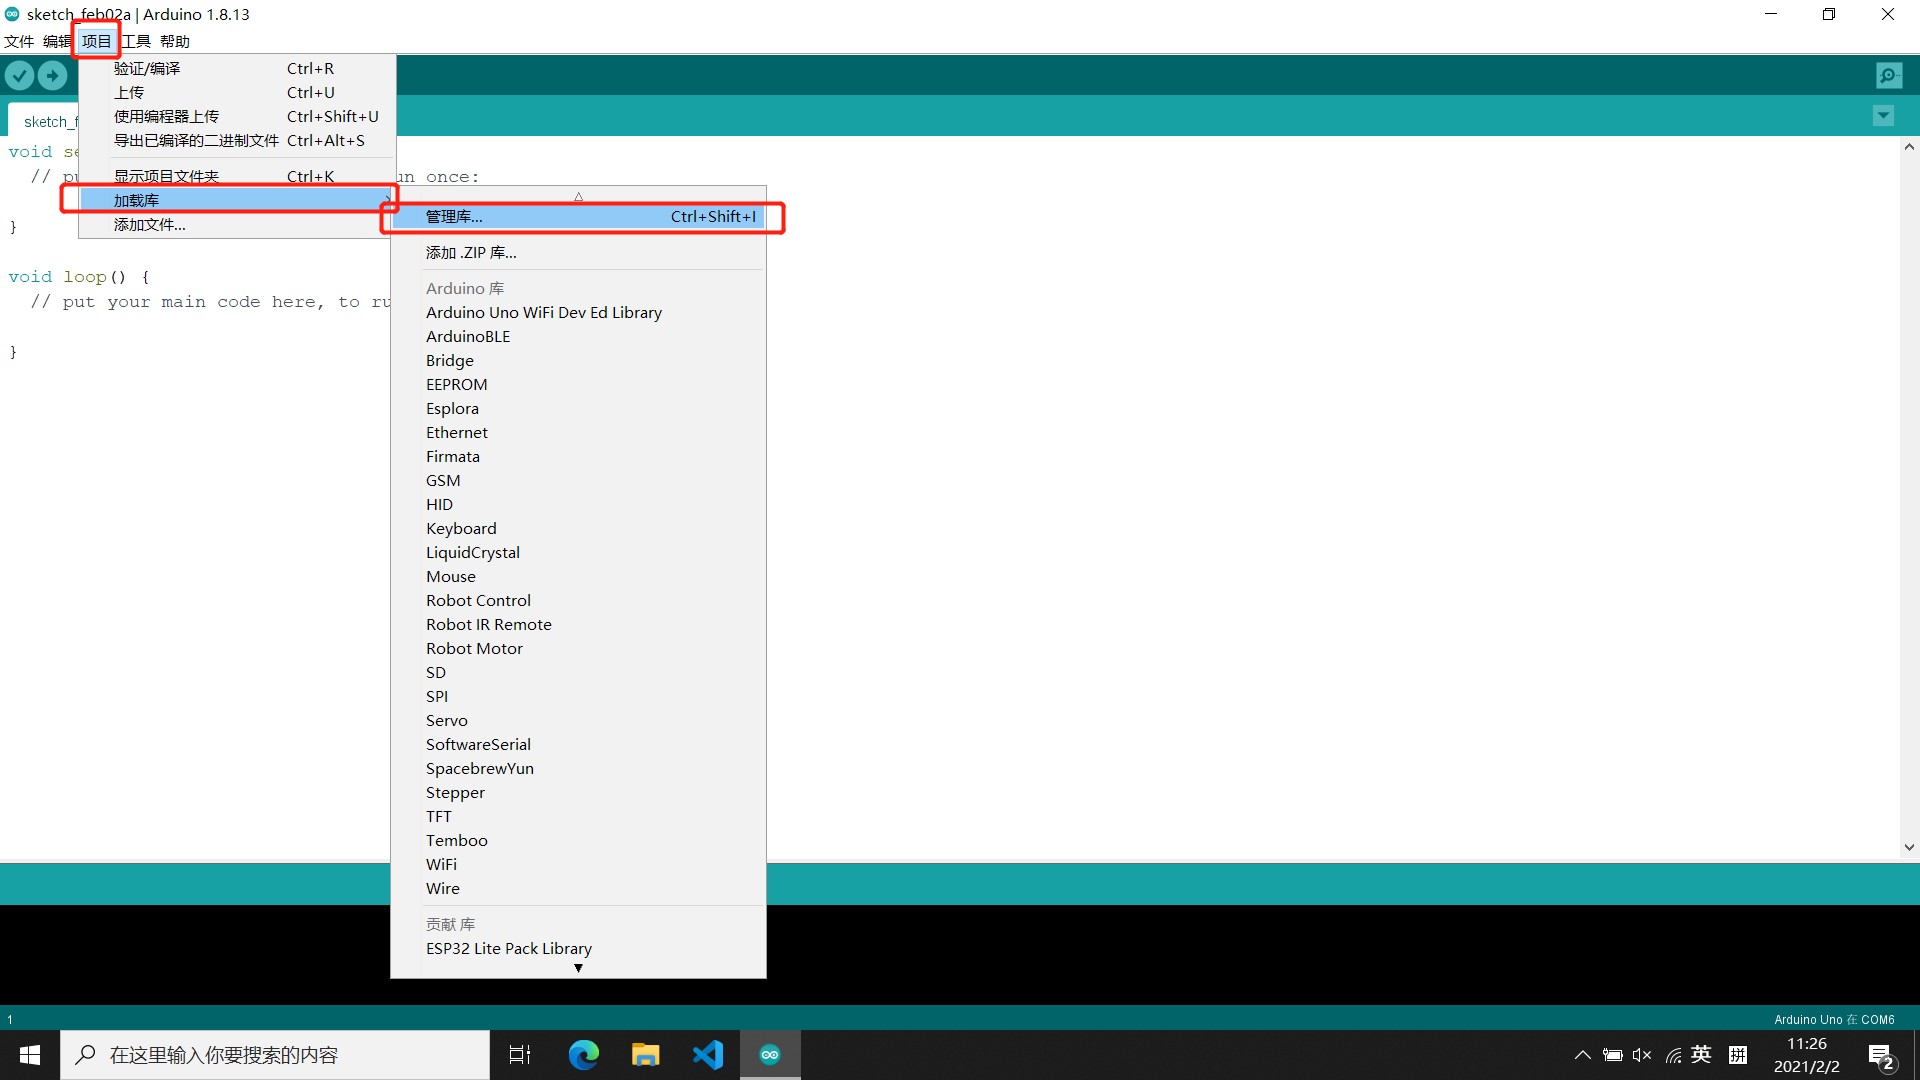 sketch_feb02a | Arduino 1.8.13
文件 编辑 项目 工具 帮助
验证/编译 Ctrl+R
上传 Ctrl+U
使用编程器上传 Ctrl+Shift+U
导出已编译的二进制文件 Ctrl+Alt+S
显示项目文件夹 Ctrl+K
加载库
添加文件...
sketch_f
void se
// pu
un once:
}
void loop() {
// put your main code here, to ru
}
管理库... Ctrl+Shift+I
添加 .ZIP 库...
Arduino 库
Arduino Uno WiFi Dev Ed Library
ArduinoBLE
Bridge
EEPROM
Esplora
Ethernet
Firmata
GSM
HID
Keyboard
LiquidCrystal
Mouse
Robot Control
Robot IR Remote
Robot Motor
SD
SPI
Servo
SoftwareSerial
SpacebrewYun
Stepper
TFT
Temboo
WiFi
Wire
贡献 库
ESP32 Lite Pack Library
1
Arduino Uno 在 COM6
在这里输入你要搜索的内容
英 拼
11:26
2021/2/2
2